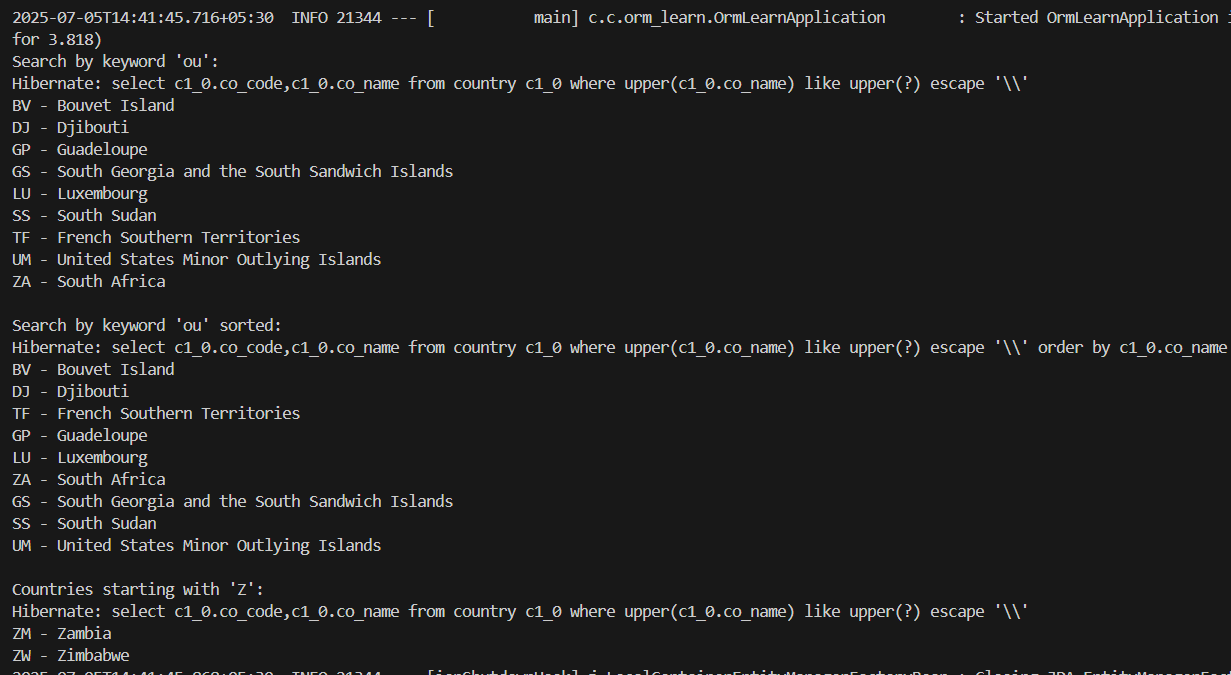 2025-07-05T14:41:45.716+05:30  INFO 21344 --- [           main] c.c.orm_learn.OrmLearnApplication        : Started OrmLearnApplication
for 3.818)
Search by keyword 'ou':
Hibernate: select c1_0.co_code,c1_0.co_name from country c1_0 where upper(c1_0.co_name) like upper(?) escape '\\'
BV - Bouvet Island
DJ - Djibouti
GP - Guadeloupe
GS - South Georgia and the South Sandwich Islands
LU - Luxembourg
SS - South Sudan
TF - French Southern Territories
UM - United States Minor Outlying Islands
ZA - South Africa

Search by keyword 'ou' sorted:
Hibernate: select c1_0.co_code,c1_0.co_name from country c1_0 where upper(c1_0.co_name) like upper(?) escape '\\' order by c1_0.co_name
BV - Bouvet Island
DJ - Djibouti
TF - French Southern Territories
GP - Guadeloupe
LU - Luxembourg
ZA - South Africa
GS - South Georgia and the South Sandwich Islands
SS - South Sudan
UM - United States Minor Outlying Islands

Countries starting with 'Z':
Hibernate: select c1_0.co_code,c1_0.co_name from country c1_0 where upper(c1_0.co_name) like upper(?) escape '\\'
ZM - Zambia
ZW - Zimbabwe